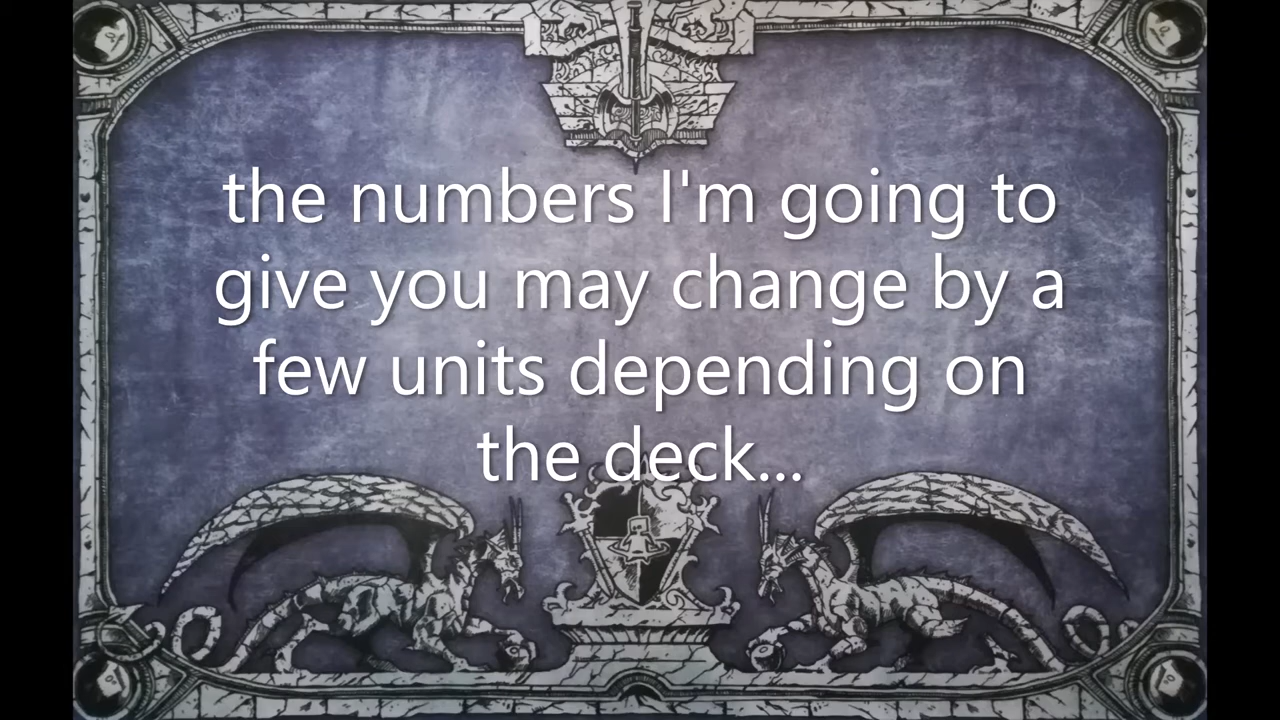 the numbers I'm going to
give you may change by a
few units depending on
the deck...